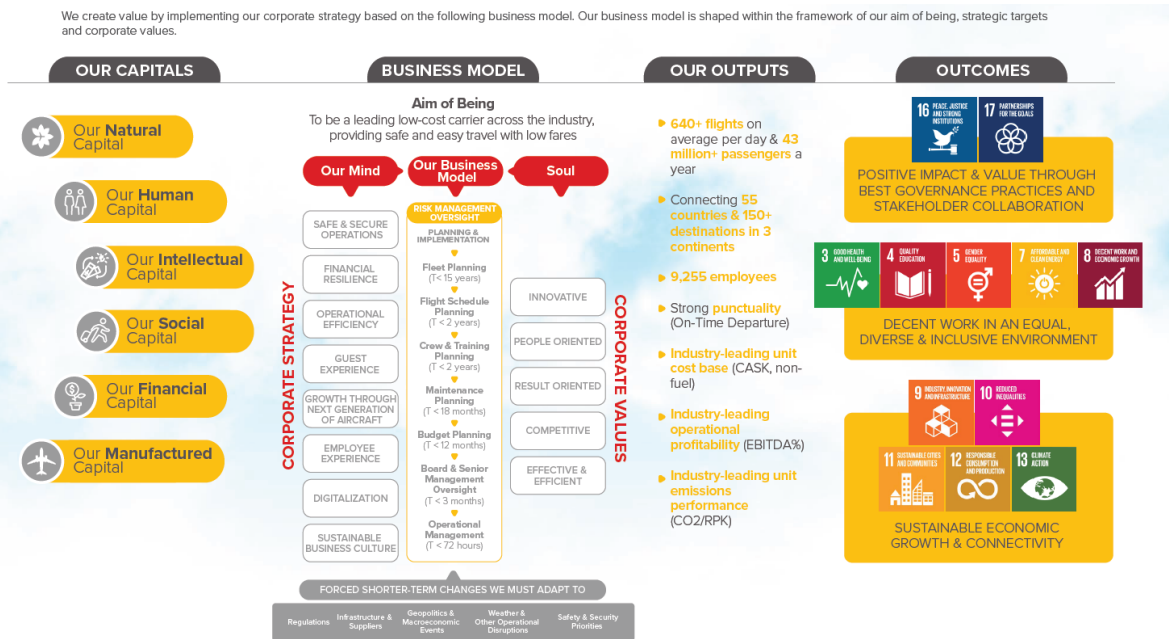 We create value by implementing our corporate strategy based on the following business model. Our business model is shaped within the framework of our aim of being, strategic targets
and corporate values.
OUR CAPITALS
Our Natural
Capital
Our Human
Capital
Our Intellectual
Capital
Our Social
Capital
Our Financial
Capital
Our Manufactured
Capital
BUSINESS MODEL
Aim of Being
To be a leading low-cost carrier across the industry,
providing safe and easy travel with low fares
CORPORATE STRATEGY
Our Mind
SAFE & SECURE
OPERATIONS
FINANCIAL
RESILIENCE
OPERATIONAL
EFFICIENCY
GUEST
EXPERIENCE
GROWTH THROUGH
NEXT GENERATION
OF AIRCRAFT
EMPLOYEE
EXPERIENCE
DIGITALIZATION
SUSTAINABLE
BUSINESS CULTURE
Our Business
Model
RISK MANAGEMENT
OVERSIGHT
PLANNING &
IMPLEMENTATION
Fleet Planning
(T< 15 years)
Flight Schedule
Planning
(T < 2 years)
Crew & Training
Planning
(T < 2 years)
Maintenance
Planning
(T < 18 months)
Budget Planning
(T < 12 months)
Board & Senior
Management
Oversight
(T < 3 months)
Operational
Management
(T < 72 hours)
Soul
INNOVATIVE
PEOPLE ORIENTED
RESULT ORIENTED
COMPETITIVE
EFFECTIVE &
EFFICIENT
CORPORATE VALUES
FORCED SHORTER-TERM CHANGES WE MUST ADAPT TO
Regulations
Infrastructure &
Suppliers
Geopolitics &
Macroeconomic
Events
Weather &
Other Operational
Disruptions
Safety & Security
Priorities
OUR OUTPUTS
640+ flights on
average per day & 43
million+ passengers a
year
Connecting 55
countries & 150+
destinations in 3
continents
9,255 employees
Strong punctuality
(On-Time Departure)
Industry-leading unit
cost base (CASK, non-
fuel)
Industry-leading
operational
profitability (EBITDA%)
Industry-leading unit
emissions
performance
(CO2/RPK)
OUTCOMES
16 PEACE, JUSTICE
AND STRONG
INSTITUTIONS
17 PARTNERSHIPS
FOR THE GOALS
POSITIVE IMPACT & VALUE THROUGH
BEST GOVERNANCE PRACTICES AND
STAKEHOLDER COLLABORATION
3 GOOD HEALTH
AND WELL-BEING
4 QUALITY
EDUCATION
5 GENDER
EQUALITY
7 AFFORDABLE AND
CLEAN ENERGY
8 DECENT WORK AND
ECONOMIC GROWTH
DECENT WORK IN AN EQUAL,
DIVERSE & INCLUSIVE ENVIRONMENT
9 INDUSTRY, INNOVATION
AND INFRASTRUCTURE
10 REDUCED
INEQUALITIES
11 SUSTAINABLE CITIES
AND COMMUNITIES
12 RESPONSIBLE
CONSUMPTION
AND PRODUCTION
13 CLIMATE
ACTION
SUSTAINABLE ECONOMIC
GROWTH & CONNECTIVITY